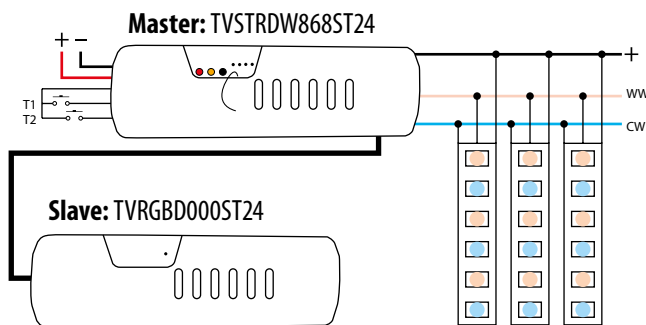 Master: TVSTRDW868ST24
+ −
+
WW
T1
T2
CW
Slave: TVRGBD000ST24